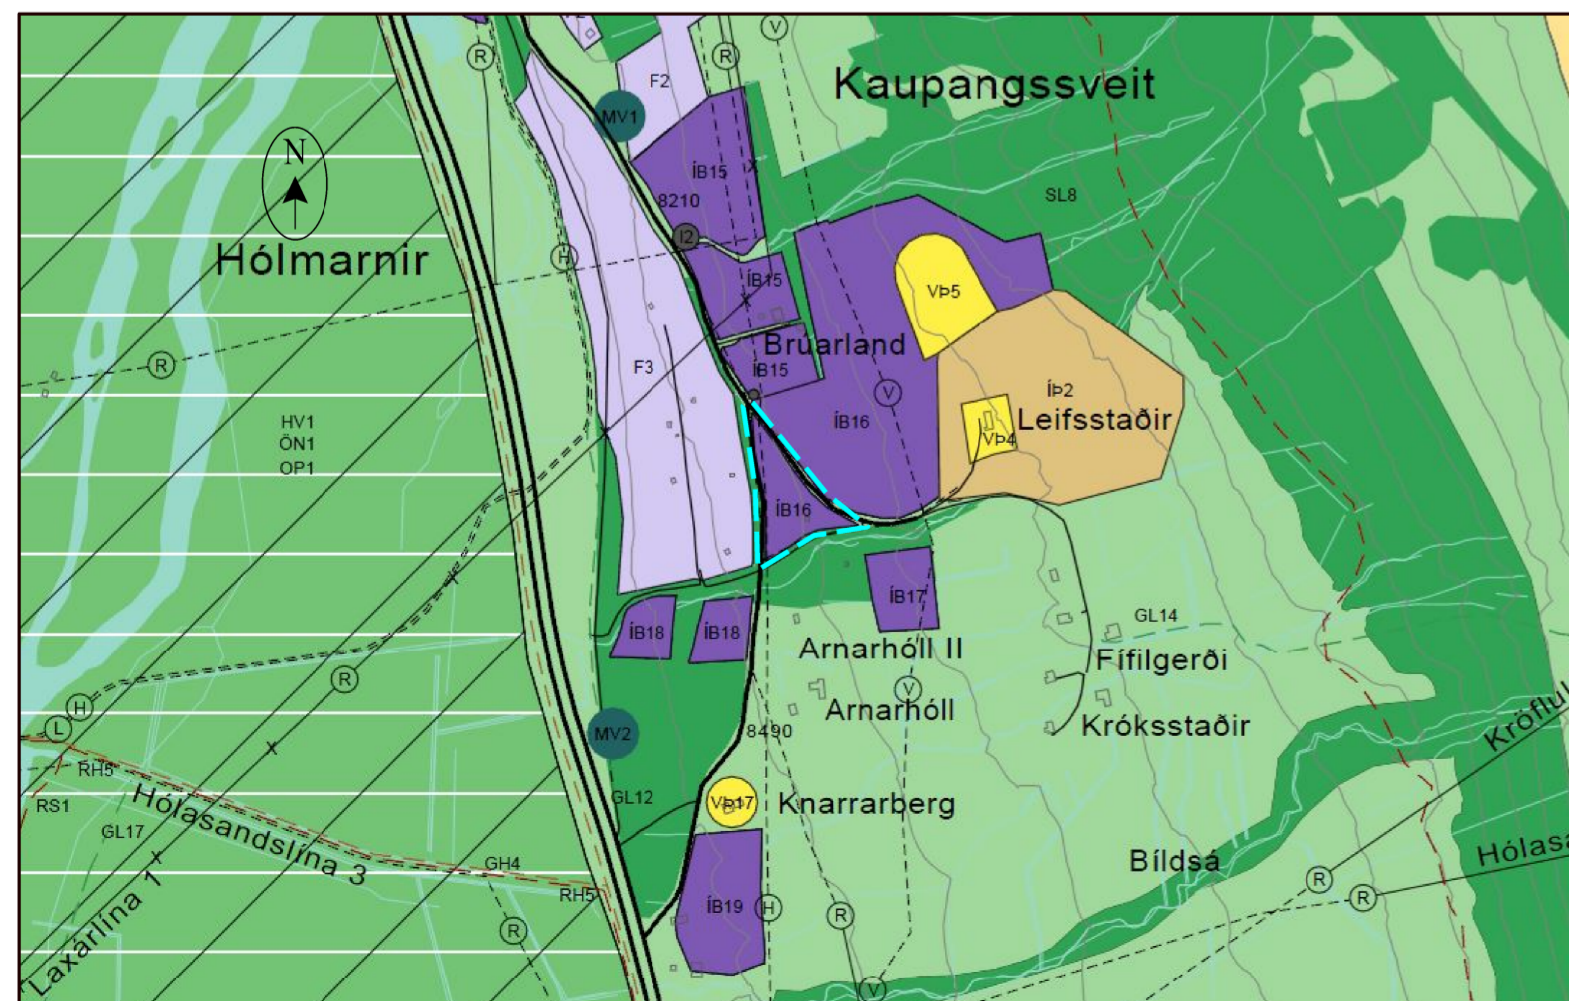 V
R
R
F2
Kaupangssveit
MV1
N
ÍB15
SL8
8210
I2
Hólmarnir
H
ÍB15
VÞ5
Brúarland
R
F3
ÍB15
V
ÍÞ2
Leifsstaðir
HV1
ÖN1
OP1
ÍB16
VÞ4
ÍB16
ÍB17
GL14
ÍB18
ÍB18
Arnarhóll II
Fífilgerði
R
V
H
Arnarhóll
L
Króksstaðir
MV2
8490
RH5
RS1
Hólasandslína 3
GL12
VÞ17
Knarrarberg
GL17
Bíldsá
GH4
R
RH5
R
Laxárlína 1
ÍB19
H
R
R
V